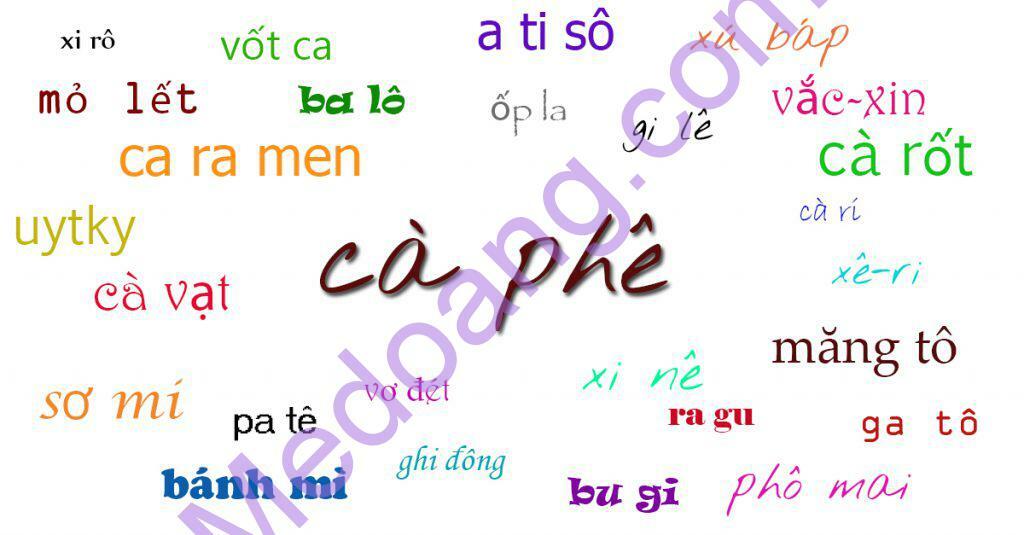 xi rô
vốt ca
a ti sô
xú báp
mỏ lết
ba lô
ốp la
gi lê
vắc-xin
ca ra men
cà rốt
uytky
cà ri
cà phê
xê-ri
cà vạt
măng tô
xi nê
sơ mi
vơ đét
pa tê
ra gu
ga tô
ghi đông
bánh mì
bu gi
phô mai
Medoang.com